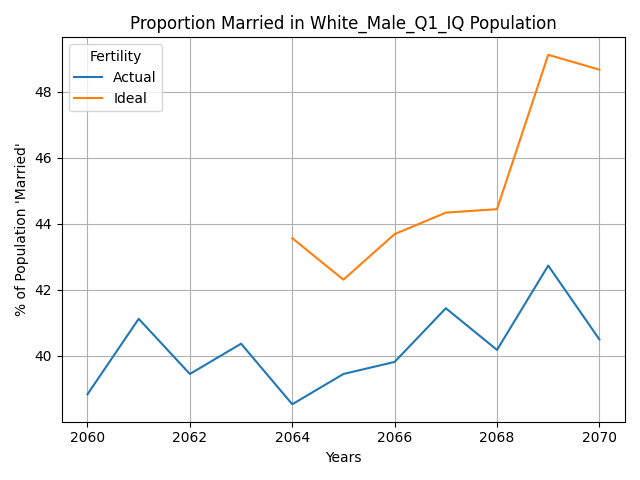 Proportion Married in White_Male_Q1_IQ Population
Fertility
Actual
Ideal
% of Population 'Married'
48
46
44
42
40
2060
2062
2064
2066
2068
2070
Years